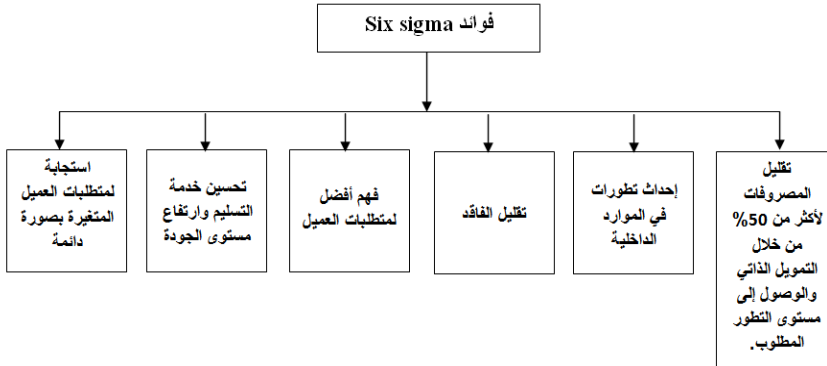 فوائد Six sigma
تقليل
المصروفات
لأكثر من 50%
من خلال
التمويل الذاتي
والوصول إلى
مستوى التطور
المطلوب.
إحداث تطورات
في الموارد
الداخلية
تقليل الفاقد
فهم أفضل
لمتطلبات العميل
تحسين خدمة
التسليم وارتفاع
مستوى الجودة
استجابة
لمتطلبات العميل
المتغيرة بصورة
دائمة